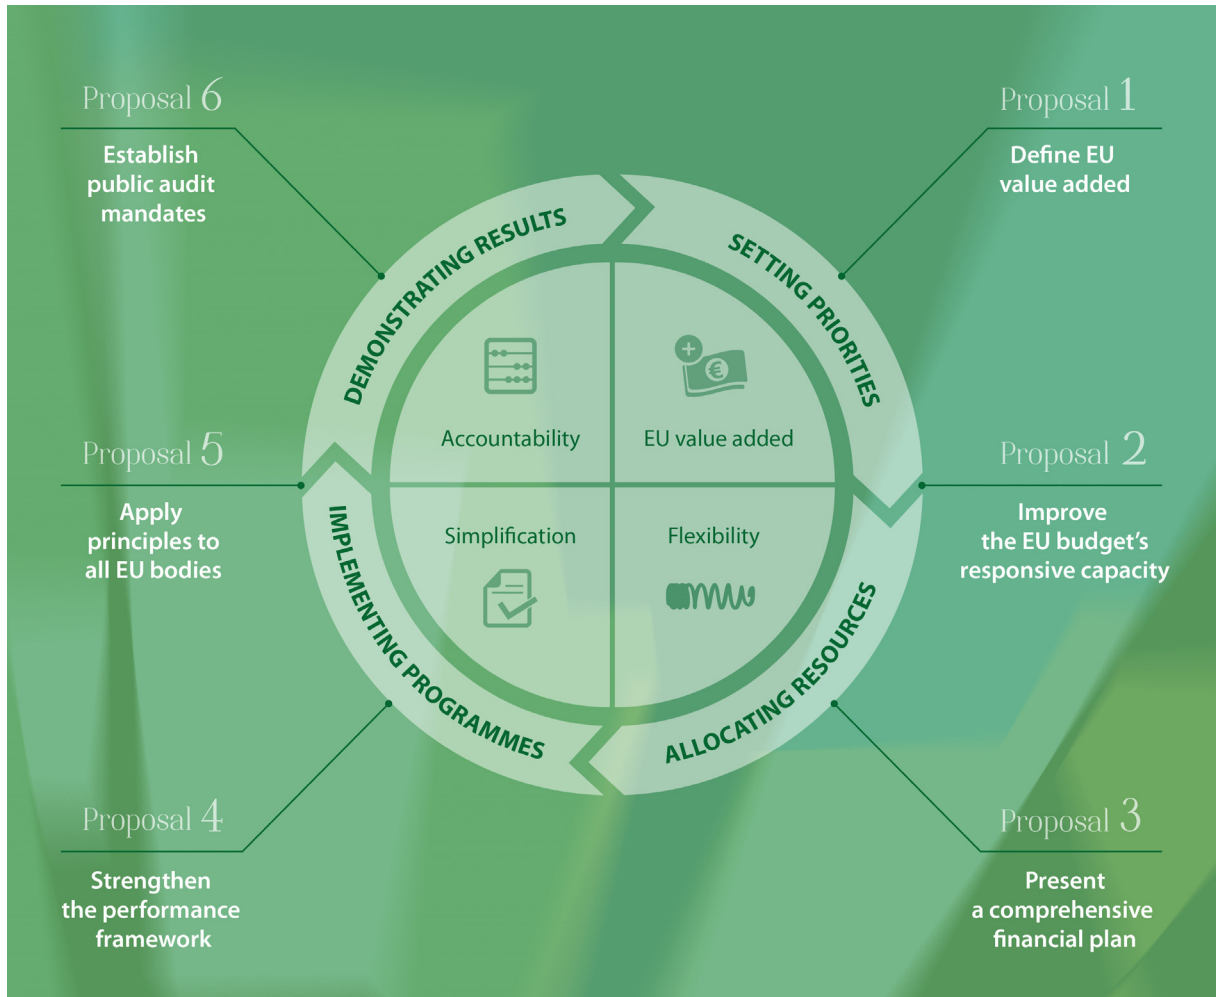 Proposal 6
Establish
public audit
mandates
Proposal 1
Define EU
value added
DEMONSTRATING RESULTS
SETTING PRIORITIES
Accountability
EU value added
Proposal 5
Apply
principles to
all EU bodies
Proposal 2
Improve
the EU budget’s
responsive capacity
Simplification
Flexibility
IMPLEMENTING PROGRAMMES
ALLOCATING RESOURCES
Proposal 4
Strengthen
the performance
framework
Proposal 3
Present
a comprehensive
financial plan